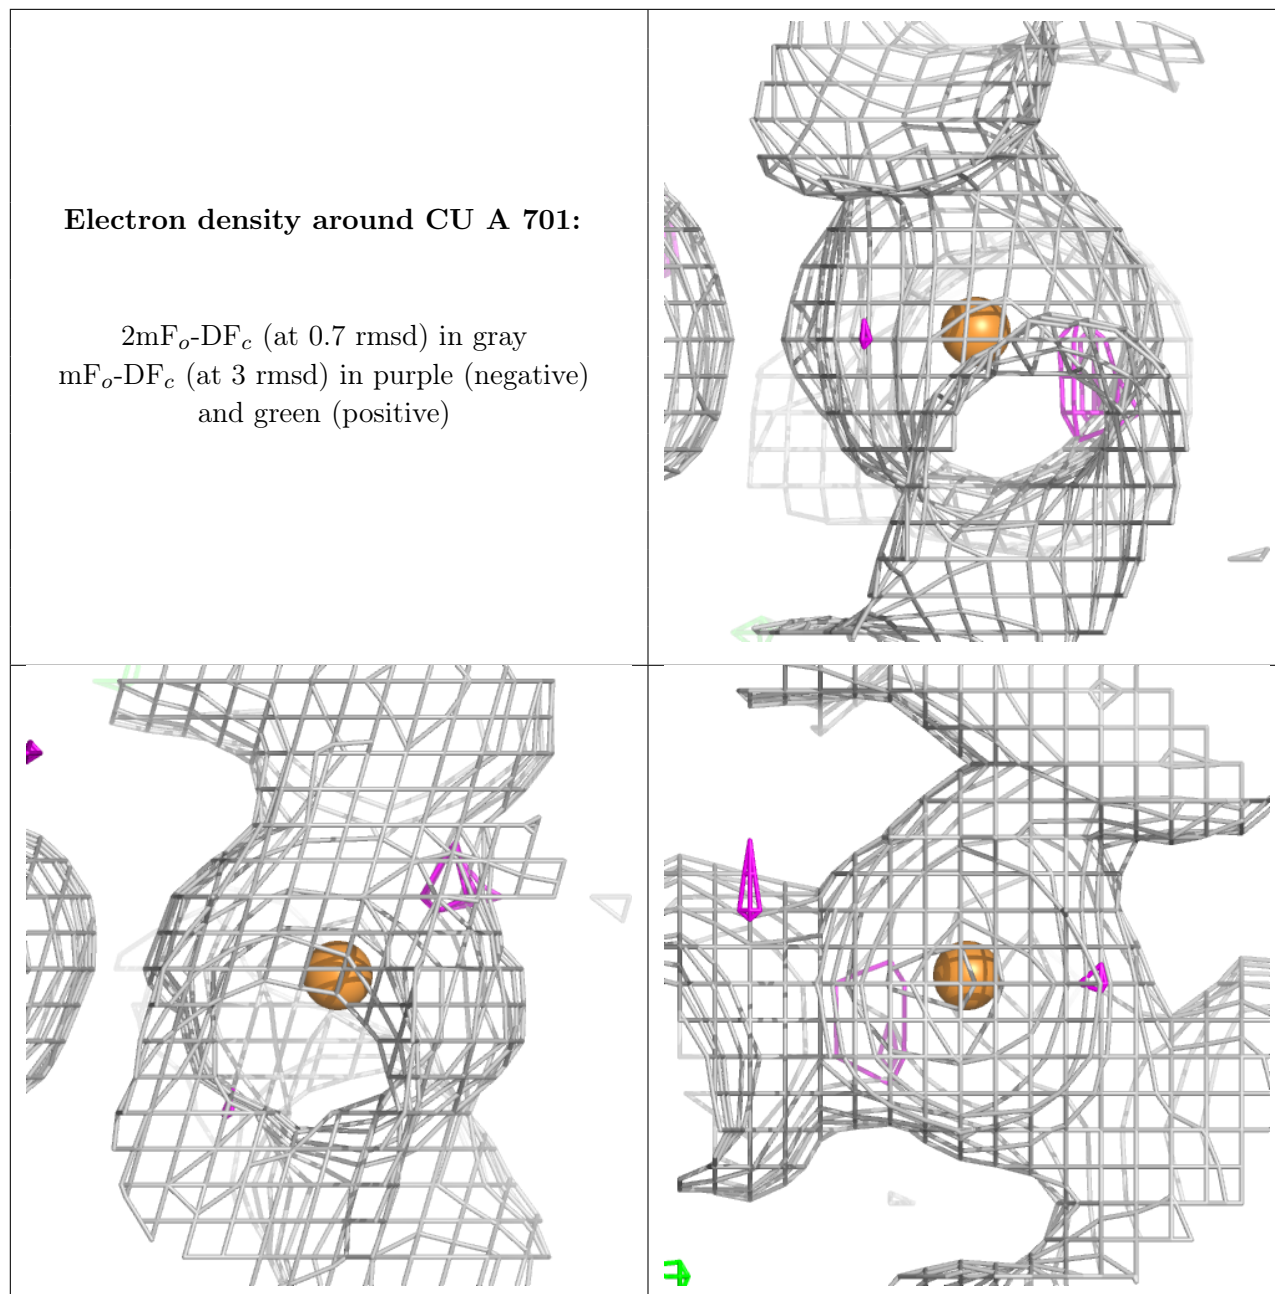 Electron density around CU A 701:
2mFo-DFc (at 0.7 rmsd) in gray
mFo-DFc (at 3 rmsd) in purple (negative)
and green (positive)